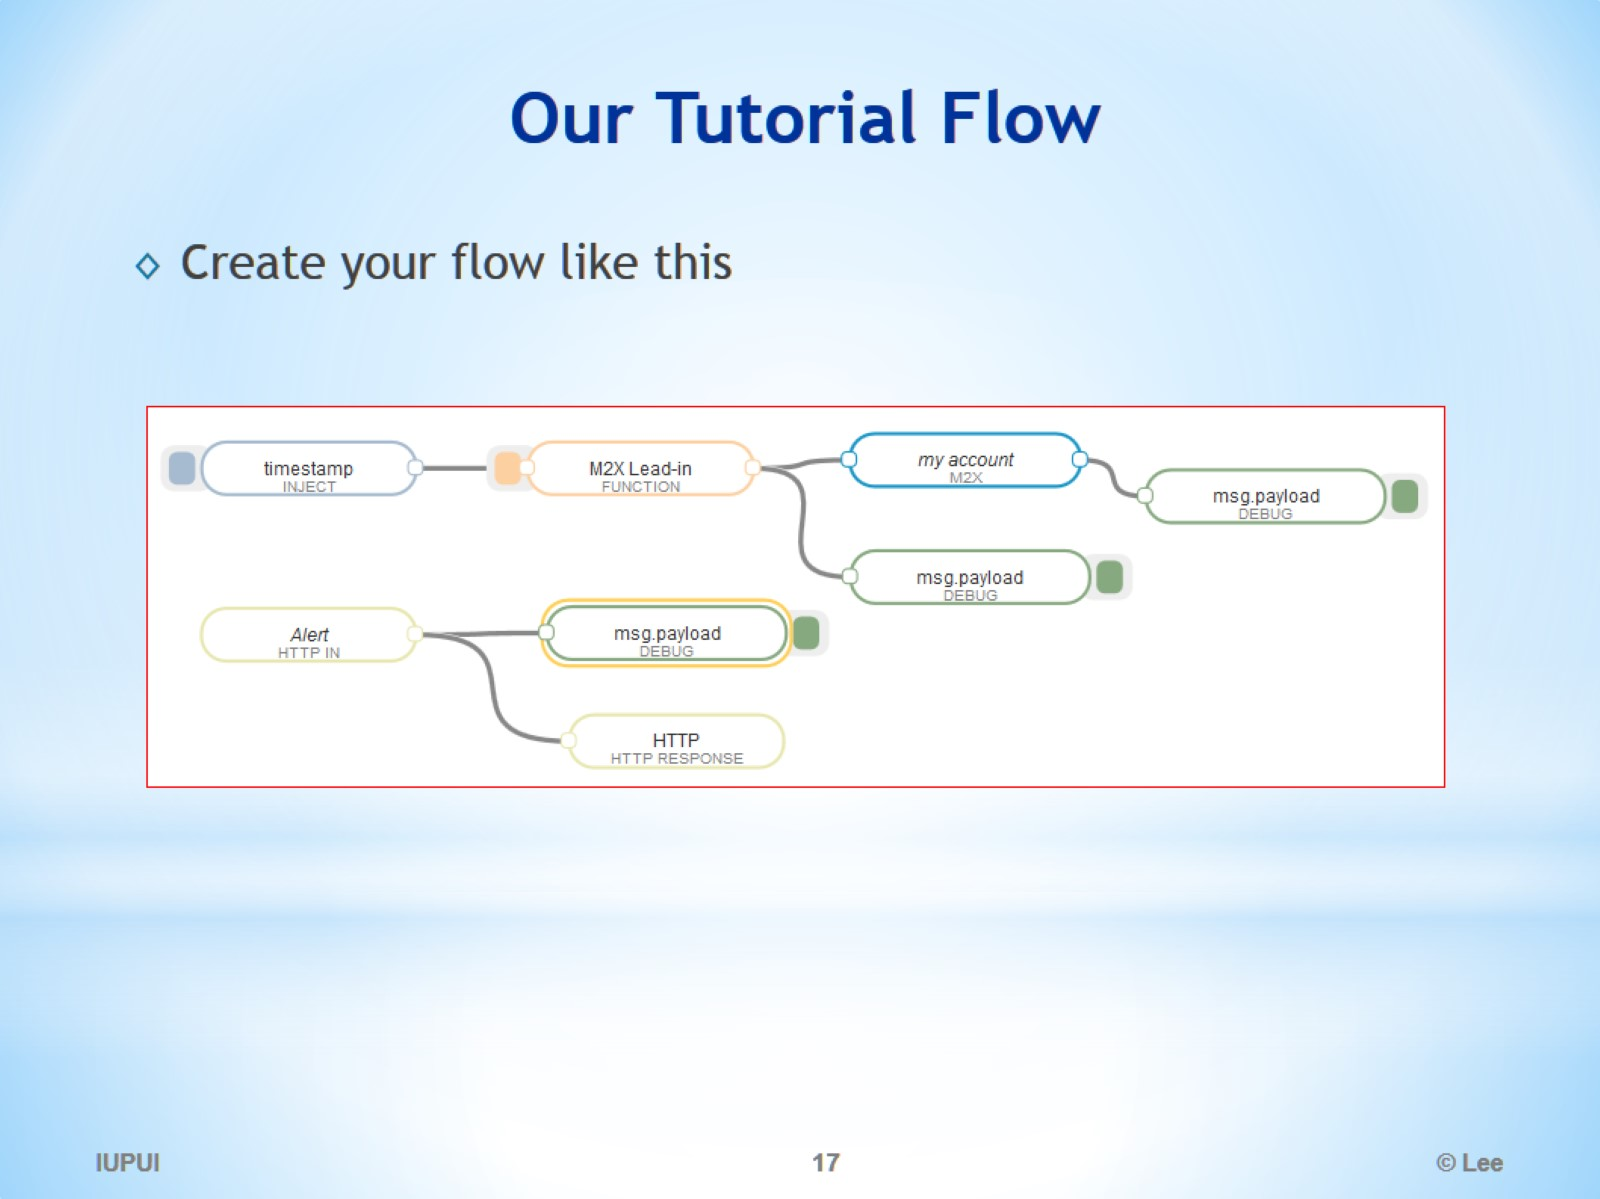 Our Tutorial Flow
Create your flow like this
timestamp
INJECT
M2X Lead-in
FUNCTION
my account
M2X
msg.payload
DEBUG
msg.payload
DEBUG
Alert
HTTP IN
msg.payload
DEBUG
HTTP
HTTP RESPONSE
IUPUI
17
© Lee